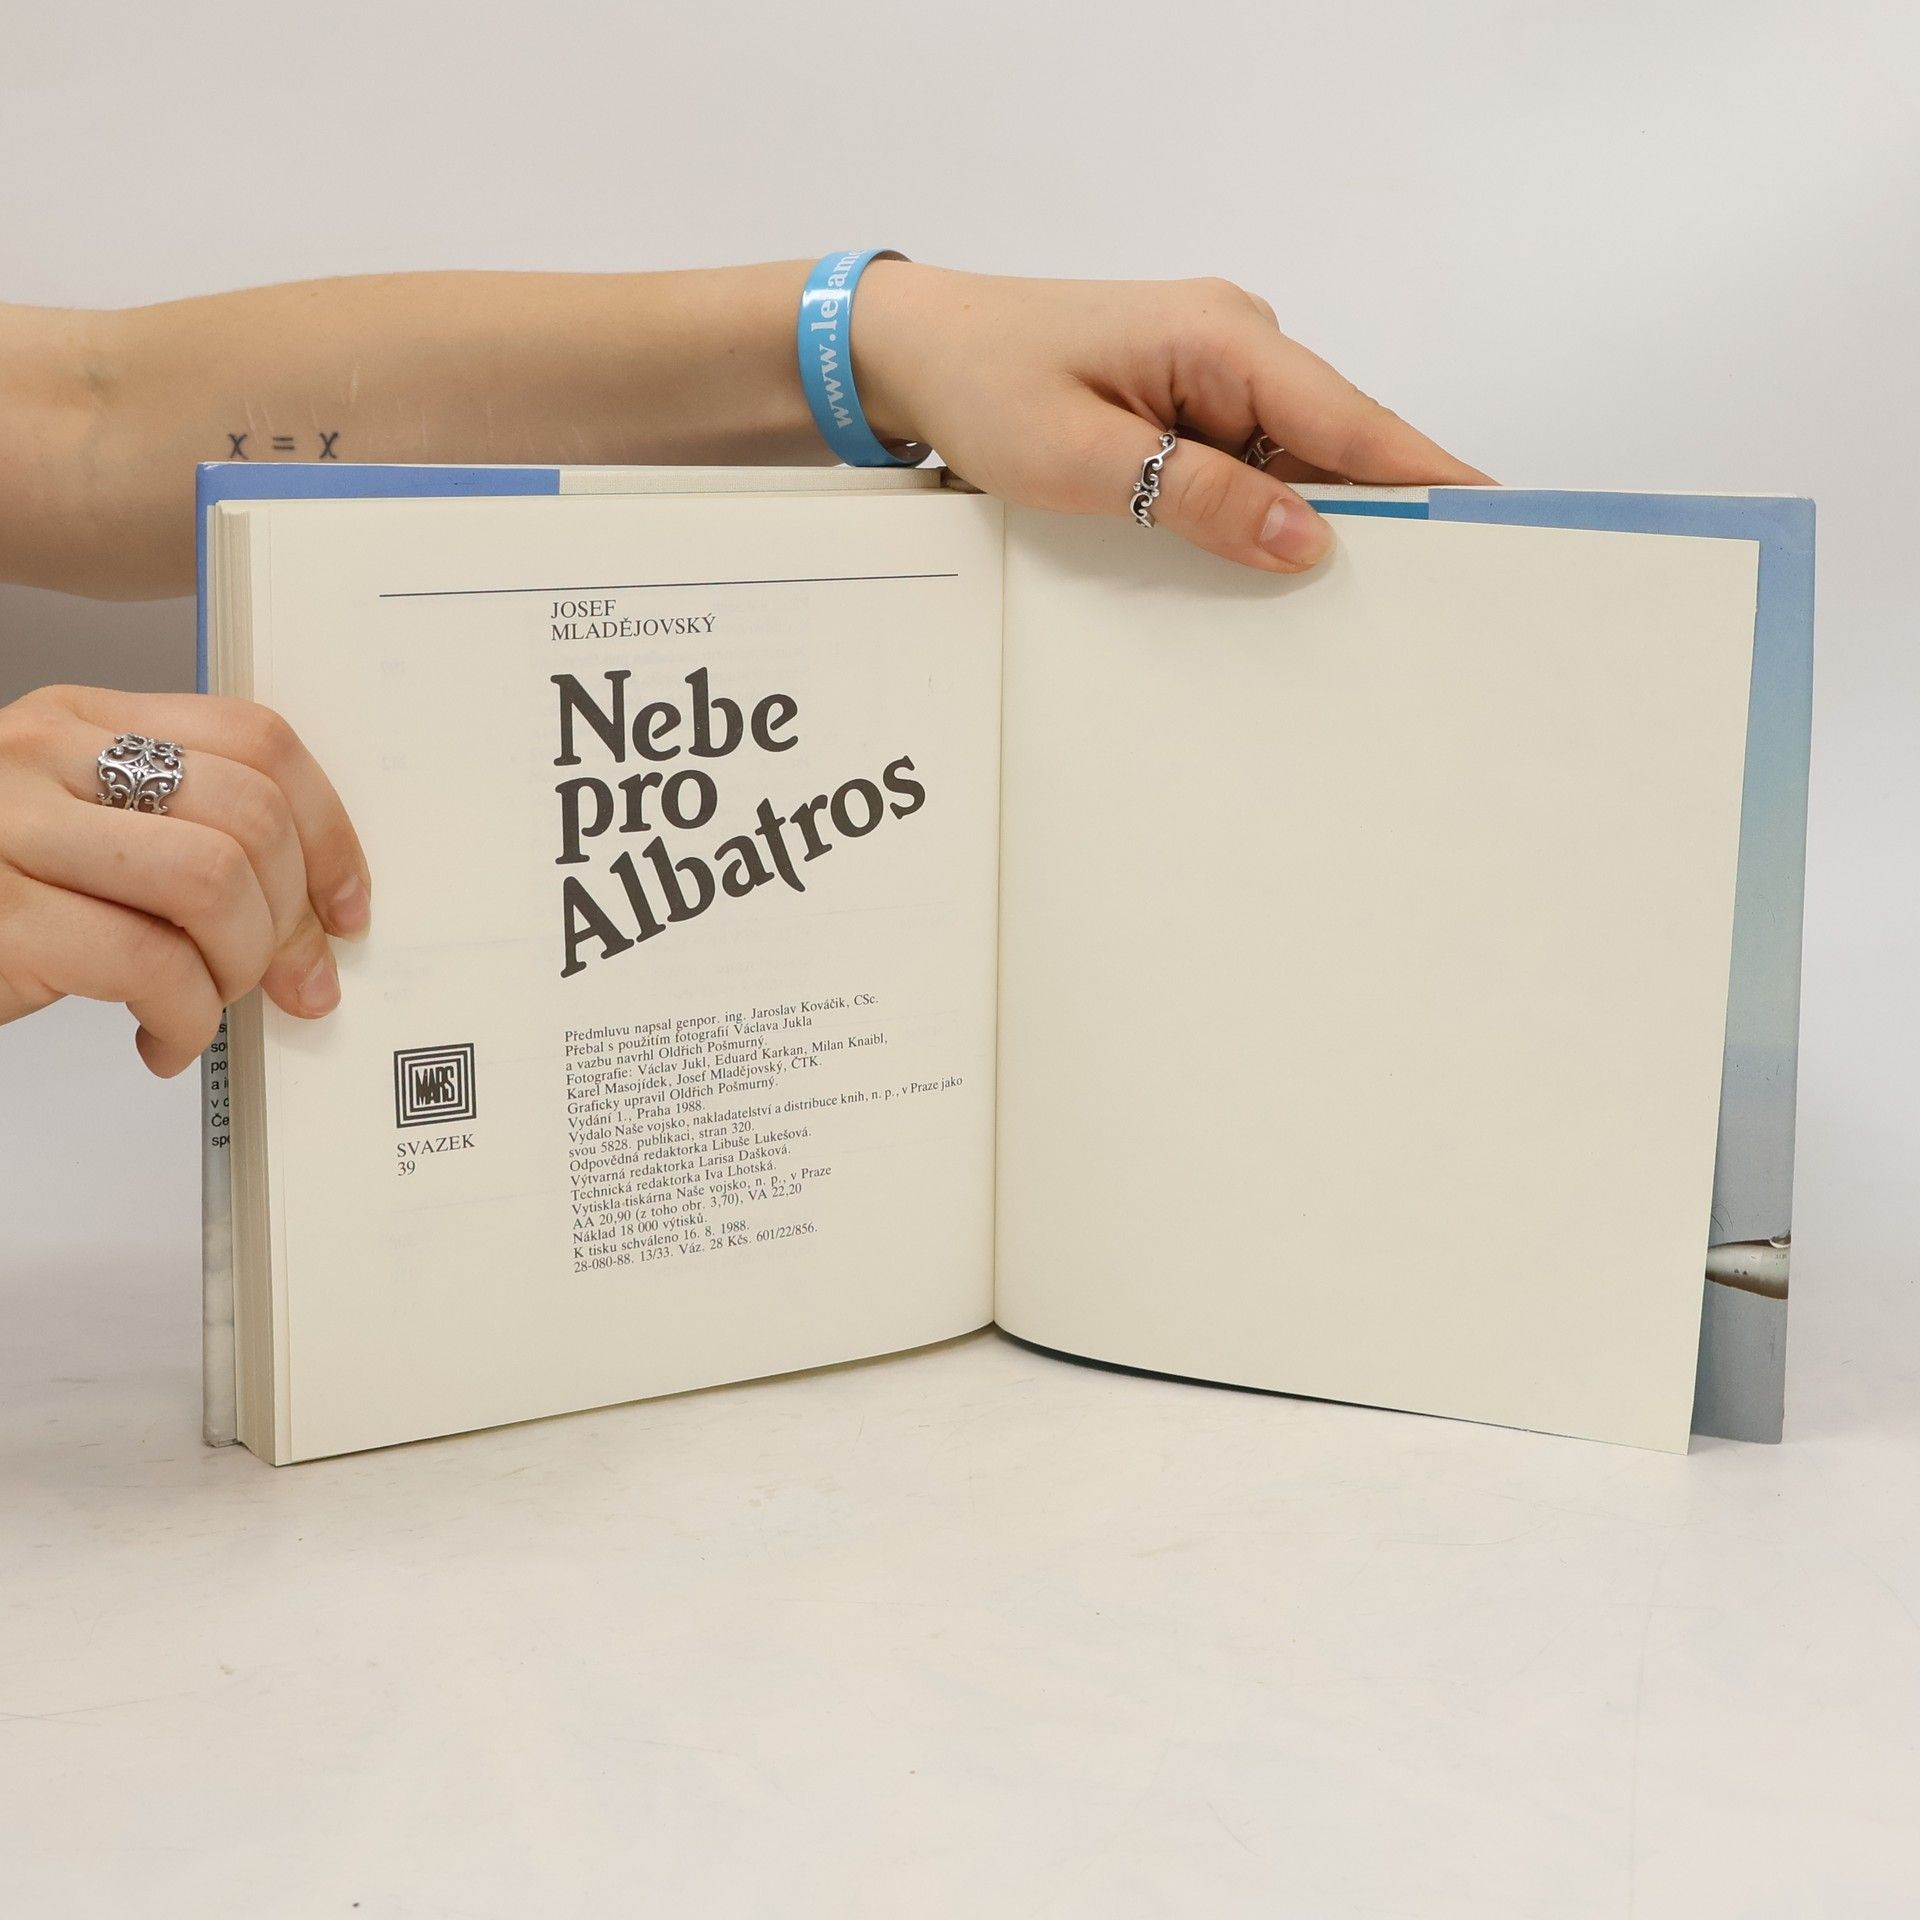 www.le
x = x
JOSEF
MLADĚJOVSKÝ
Nebe
pro
Albatros
Předmluvu napsal genpor. ing. Jaroslav Kováčik, CSc.
Přebal s použitím fotografií Václava Jukla
a vazbu navrhl Oldřich Pošmurný.
Fotografie: Václav Jukl, Eduard Karkan, Milan Knaibl,
Karel Masojídek, Josef Mladějovský, ČTK.
Graficky upravil Oldřich Pošmurný.
Vydání 1., Praha 1988.
Vydalo Naše vojsko, nakladatelství a distribuce knih, n. p., v Praze jako
svou 5828. publikaci, stran 320.
Odpovědná redaktorka Libuše Lukešová.
Výtvarná redaktorka Larisa Dašková.
Technická redaktorka Iva Lhotská.
Vytiskla tiskárna Naše vojsko, n. p., v Praze
AA 20,90 (z toho obr. 3,70), VA 22,20
Náklad 18 000 výtisků.
K tisku schváleno 16. 8. 1988.
28-080-88. 13/33. Váz. 28 Kčs. 601/22/856.
MARS
SVAZEK
39